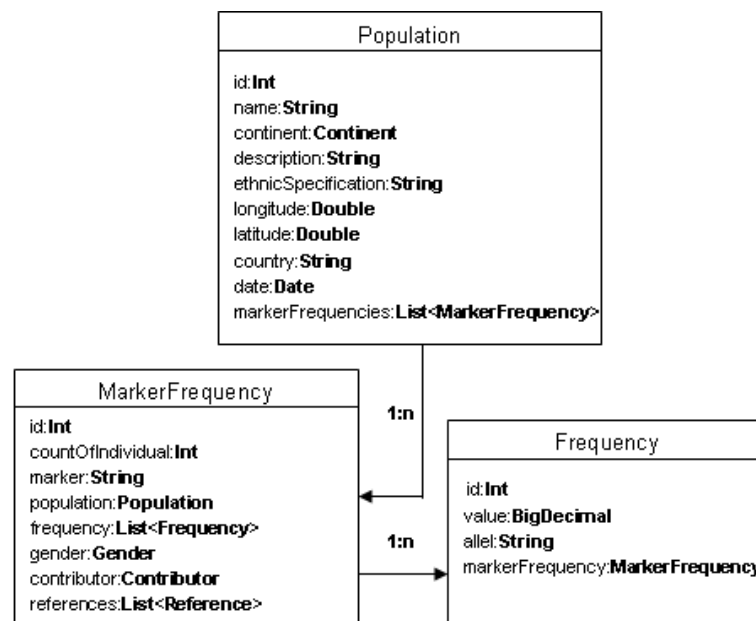 Population
id:Int
name:String
continent:Continent
description:String
ethnicSpecification:String
longitude:Double
latitude:Double
country:String
date:Date
markerFrequencies:List<MarkerFrequency>
MarkerFrequency
id:Int
countOfIndividual:Int
marker:String
population:Population
frequency:List<Frequency>
gender:Gender
contributor:Contributor
references:List<Reference>
1:n
1:n
Frequency
id:Int
value:BigDecimal
allel:String
markerFrequency:MarkerFrequency